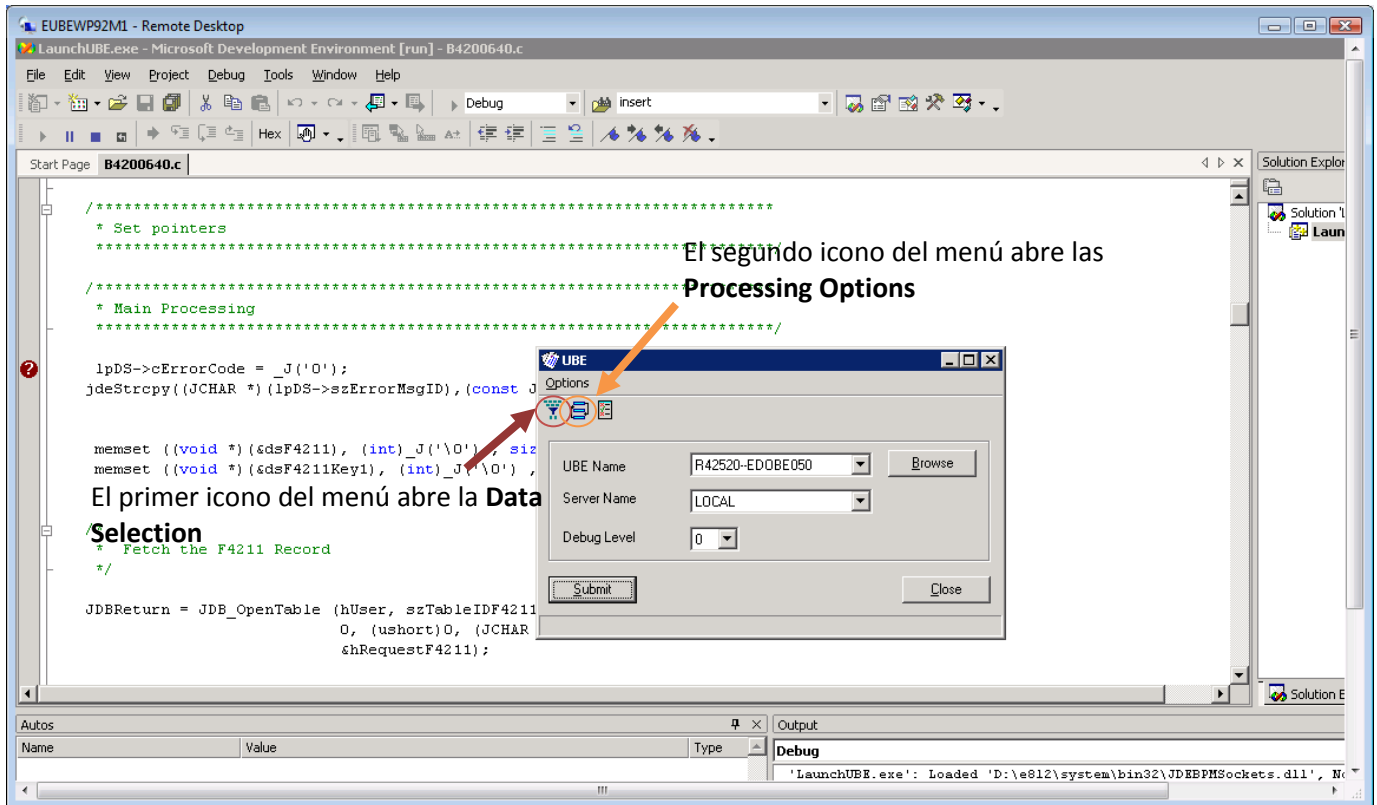 EUBEWP92M1 - Remote Desktop
LaunchUBE.exe - Microsoft Development Environment [run] - B4200640.c
File Edit View Project Debug Tools Window Help
Debug insert
Hex
Start Page B4200640.c
Solution Explor
/************************************************************************
* Set pointers
************************************************************************/
El segundo icono del menú abre las
Processing Options
/************************************************************************
* Main Processing
************************************************************************/
lpDS->cErrorCode = _J('0');
jdeStrcpy((JCHAR *)(lpDS->szErrorMsgID),(const J
memset ((void *)(&dsF4211), (int)_J('\0') , siz
memset ((void *)(&dsF4211Key1), (int)_J('\0') ,
El primer icono del menú abre la Data
Selection
/*
* Fetch the F4211 Record
*/
JDBReturn = JDB_OpenTable (hUser, szTableIDF4211
0, (ushort)0, (JCHAR
&hRequestF4211);
UBE
Options
UBE Name R42520--EDOBE050 Browse
Server Name LOCAL
Debug Level 0
Submit Close
Solution 'L
Laun
Solution E
Autos
Name Value Type
Output
Debug
'LaunchUBE.exe': Loaded 'D:\e812\system\bin32\JDEBPMSockets.dll', No